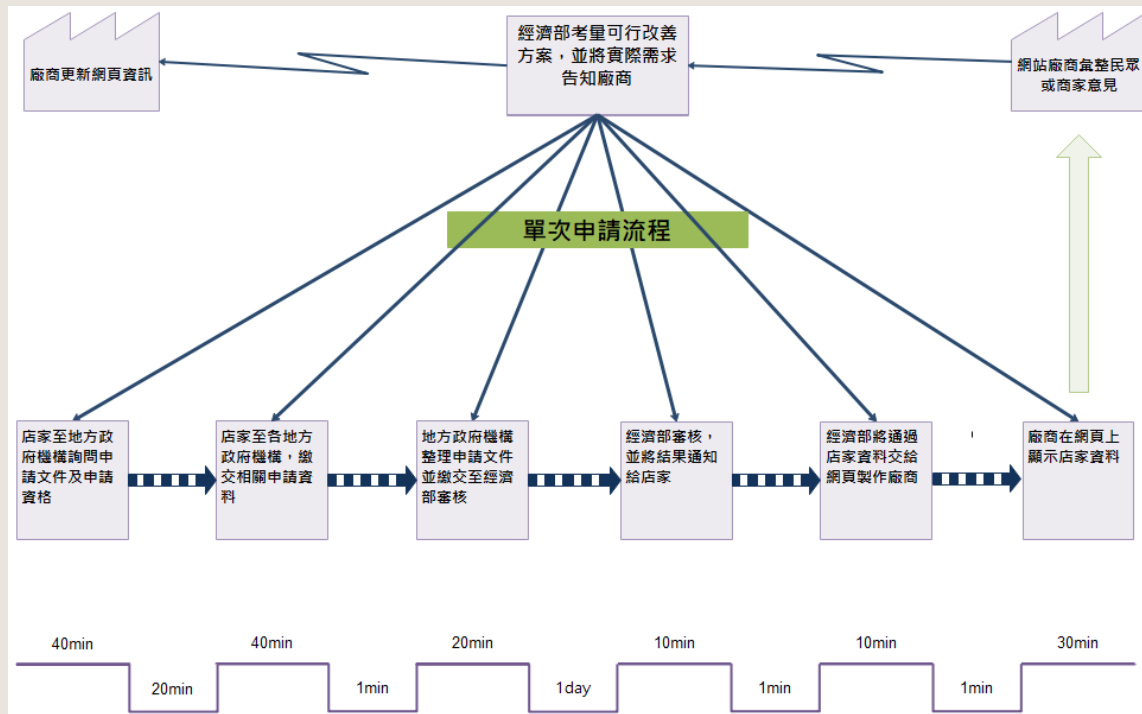 廠商更新網頁資訊
經濟部考量可行改善
方案，並將實際需求
告知廠商
網站廠商彙整民眾
或商家意見
單次申請流程
店家至地方政
府機構詢問申
請文件及申請
資格
店家至各地方
政府機構，繳
交相關申請資
料
地方政府機構
整理申請文件
並繳交至經濟
部審核
經濟部審核，
並將結果通知
給店家
經濟部將通過
店家資料交給
網頁製作廠商
廠商在網頁上
顯示店家資料
40min
40min
20min
10min
10min
30min
20min
1min
1day
1min
1min